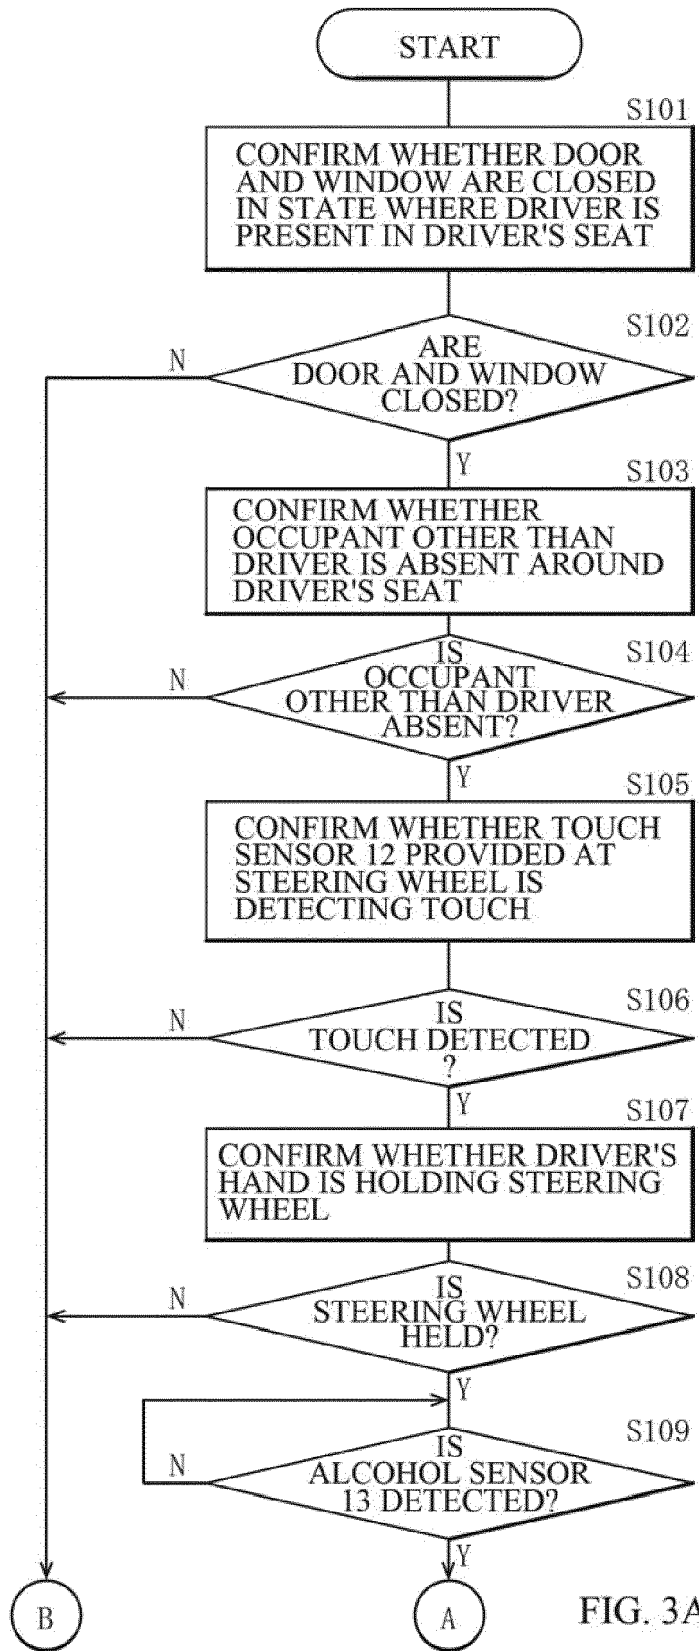 START
S101
CONFIRM WHETHER DOOR
AND WINDOW ARE CLOSED
IN STATE WHERE DRIVER IS
PRESENT IN DRIVER'S SEAT
S102
N
ARE
DOOR AND WINDOW
CLOSED?
Y
S103
CONFIRM WHETHER
OCCUPANT OTHER THAN
DRIVER IS ABSENT AROUND
DRIVER'S SEAT
S104
N
IS
OCCUPANT
OTHER THAN DRIVER
ABSENT?
Y
S105
CONFIRM WHETHER TOUCH
SENSOR 12 PROVIDED AT
STEERING WHEEL IS
DETECTING TOUCH
S106
N
IS
TOUCH DETECTED
?
Y
S107
CONFIRM WHETHER DRIVER'S
HAND IS HOLDING STEERING
WHEEL
S108
N
IS
STEERING WHEEL
HELD?
Y
S109
N
IS
ALCOHOL SENSOR
13 DETECTED?
Y
B
A
FIG. 3A